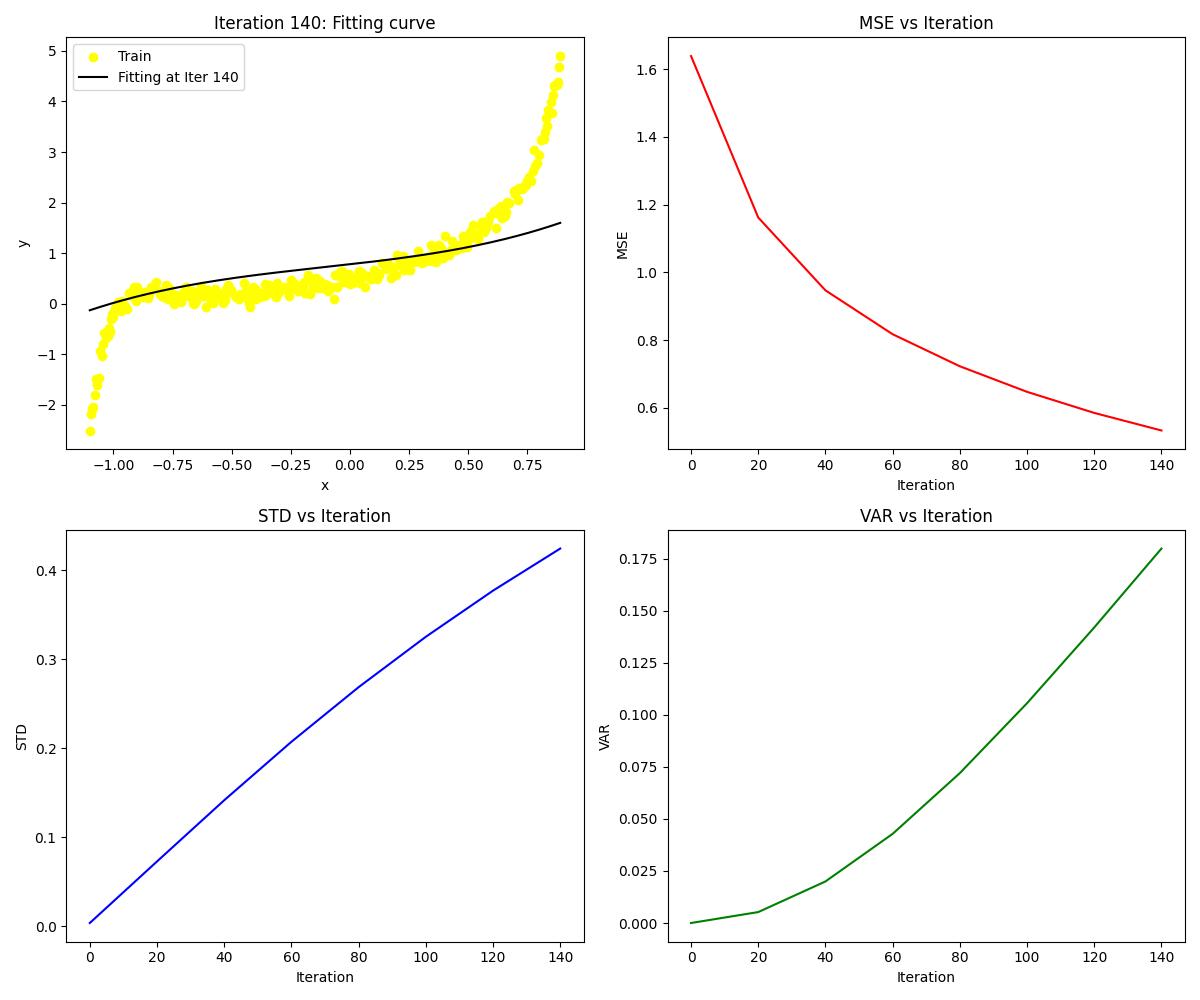 Iteration 140: Fitting curve
Train
Fitting at Iter 140
5
4
3
2
1
0
−1
−2
y
−1.00 −0.75 −0.50 −0.25 0.00 0.25 0.50 0.75
x
MSE vs Iteration
1.6
1.4
1.2
1.0
0.8
0.6
MSE
0 20 40 60 80 100 120 140
Iteration
STD vs Iteration
0.4
0.3
0.2
0.1
0.0
STD
0 20 40 60 80 100 120 140
Iteration
VAR vs Iteration
0.175
0.150
0.125
0.100
0.075
0.050
0.025
0.000
VAR
0 20 40 60 80 100 120 140
Iteration